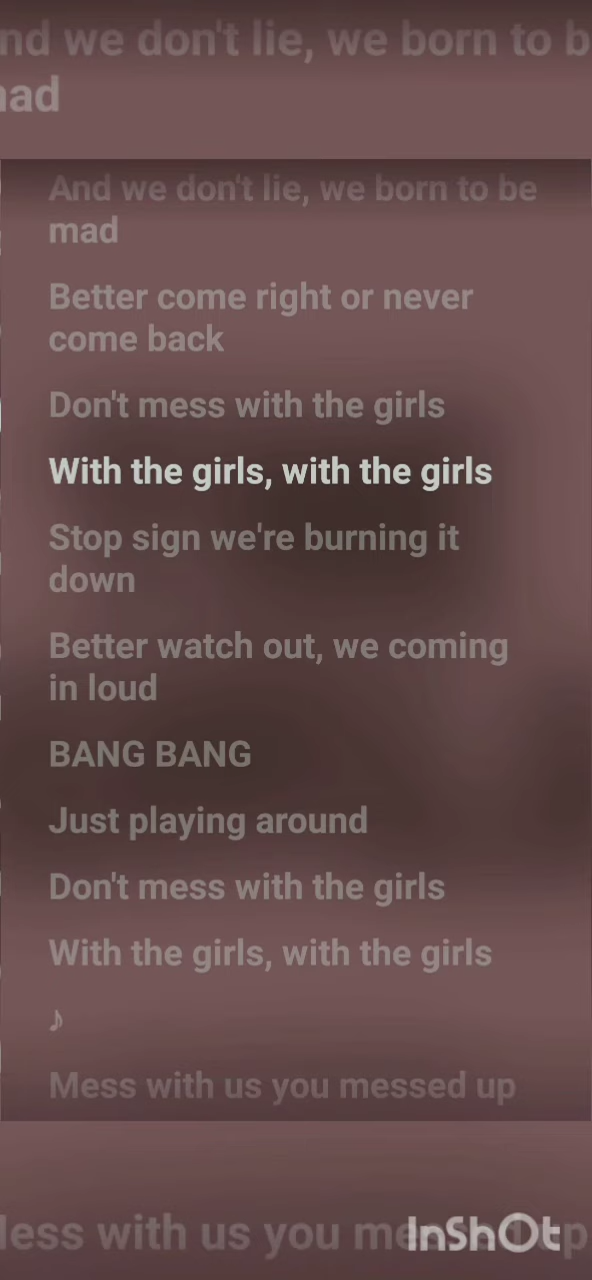 nd we don't lie, we born to b
ad
And we don't lie, we born to be
mad
Better come right or never
come back
Don't mess with the girls
With the girls, with the girls
Stop sign we're burning it
down
Better watch out, we coming
in loud
BANG BANG
Just playing around
Don't mess with the girls
With the girls, with the girls
♪
Mess with us you messed up
ess with us you messed up
InShOt